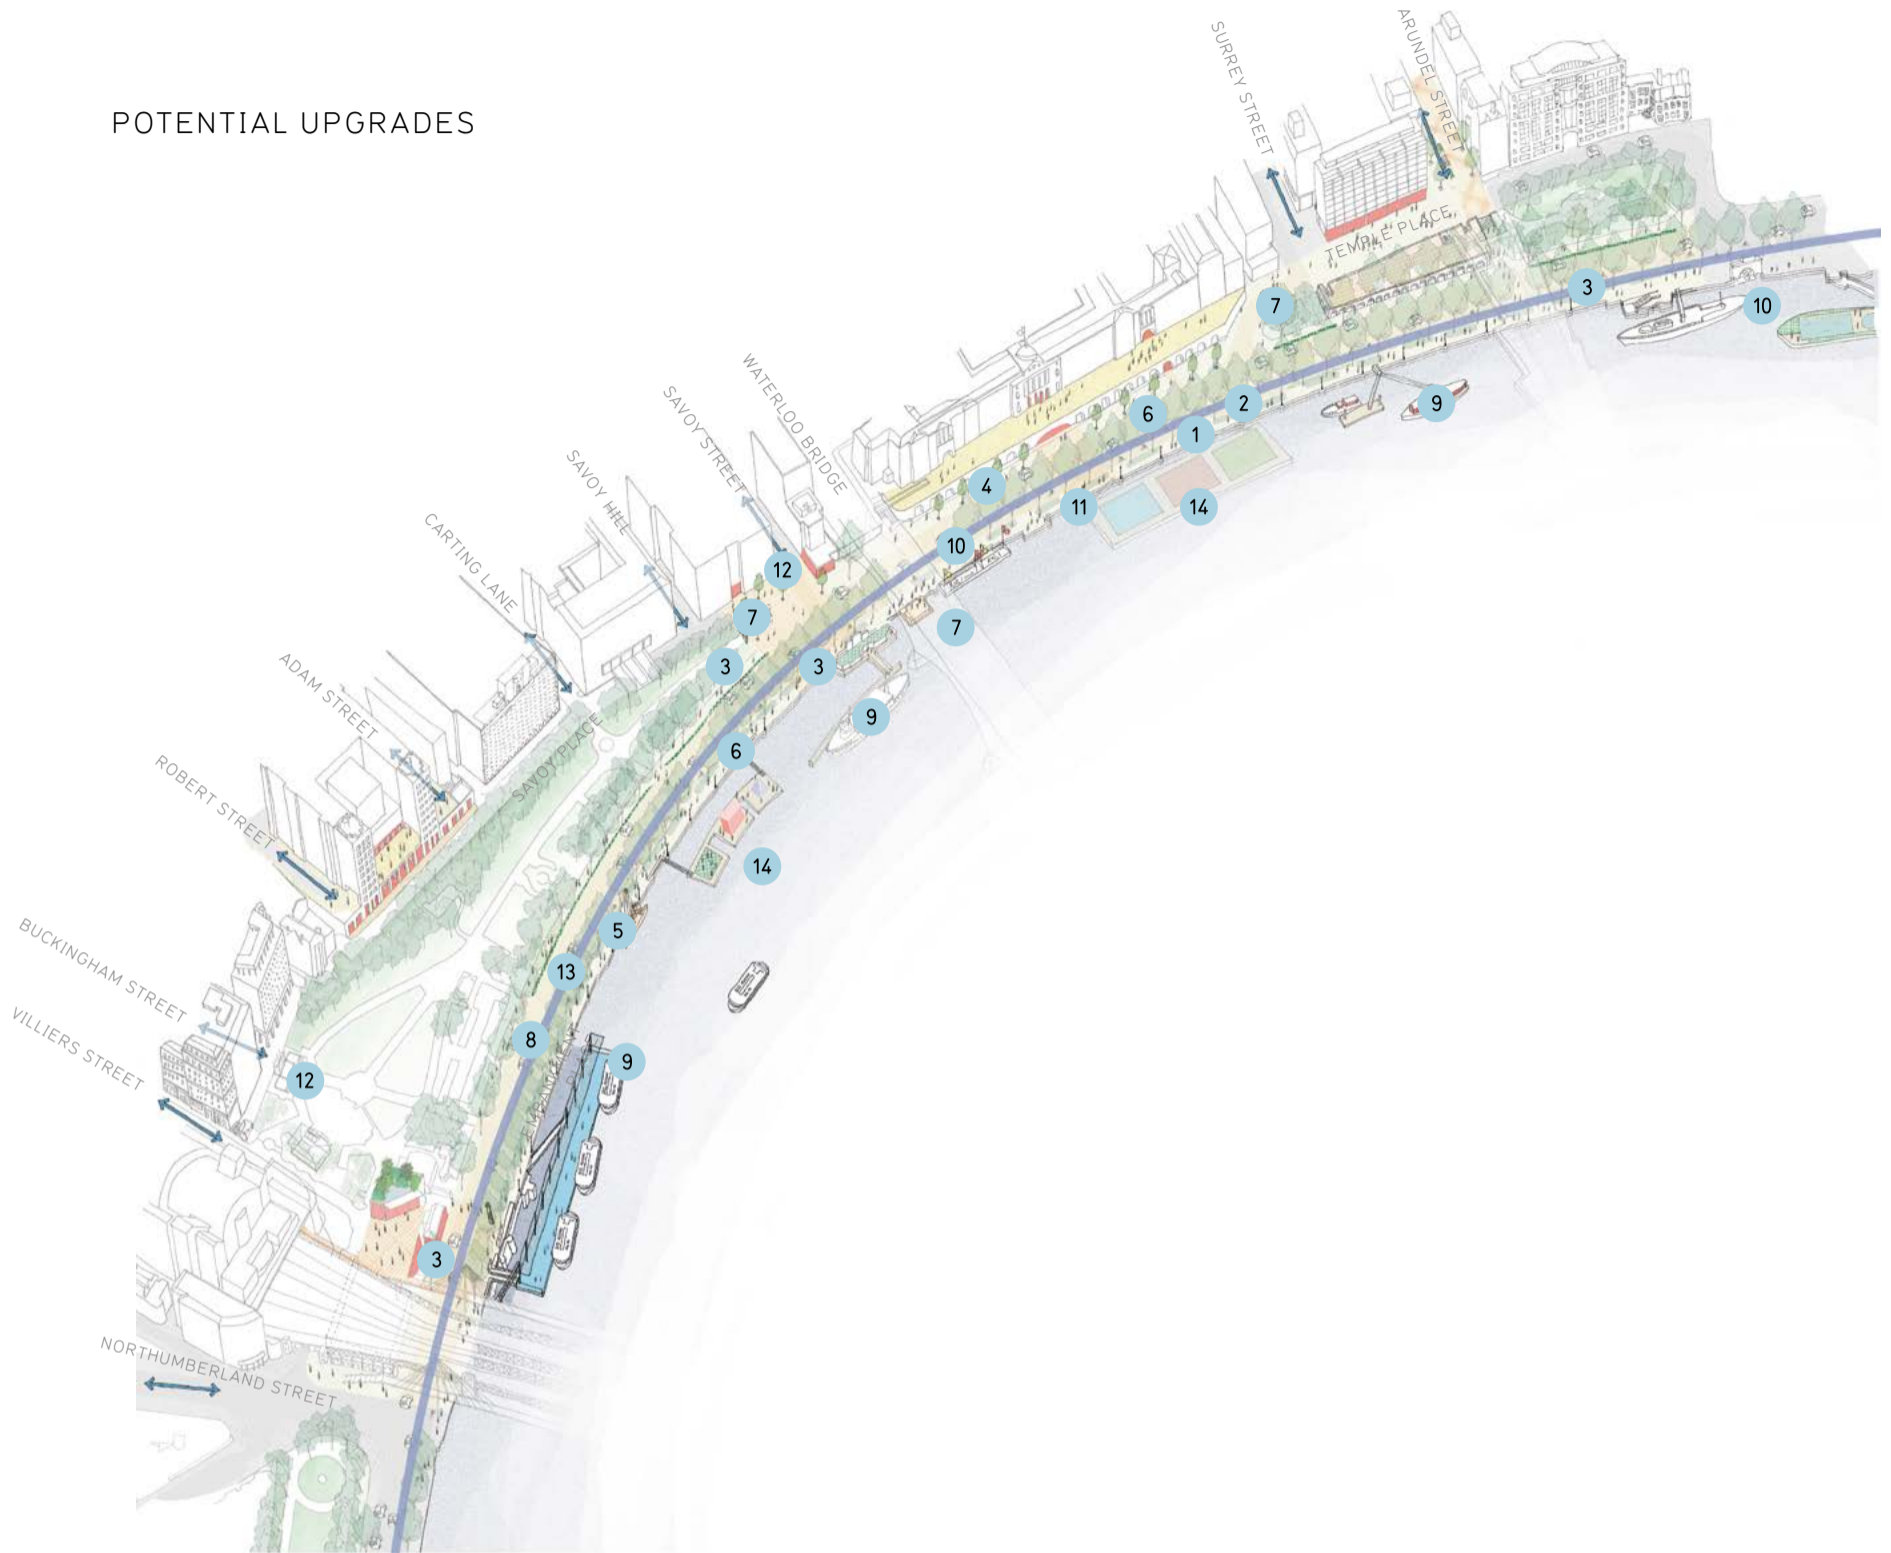 POTENTIAL UPGRADES
ARUNDEL STREET
SURREY STREET
TEMPLE PLACE
3
10
7
9
2
6
1
WATERLOO BRIDGE
SAVOY STREET
4
11
14
SAVOY HILL
10
12
CARTING LANE
7
7
3
3
ADAM STREET
SAVOY PLACE
9
6
ROBERT STREET
14
5
BUCKINGHAM STREET
13
VILLIERS STREET
8
9
12
3
NORTHUMBERLAND STREET